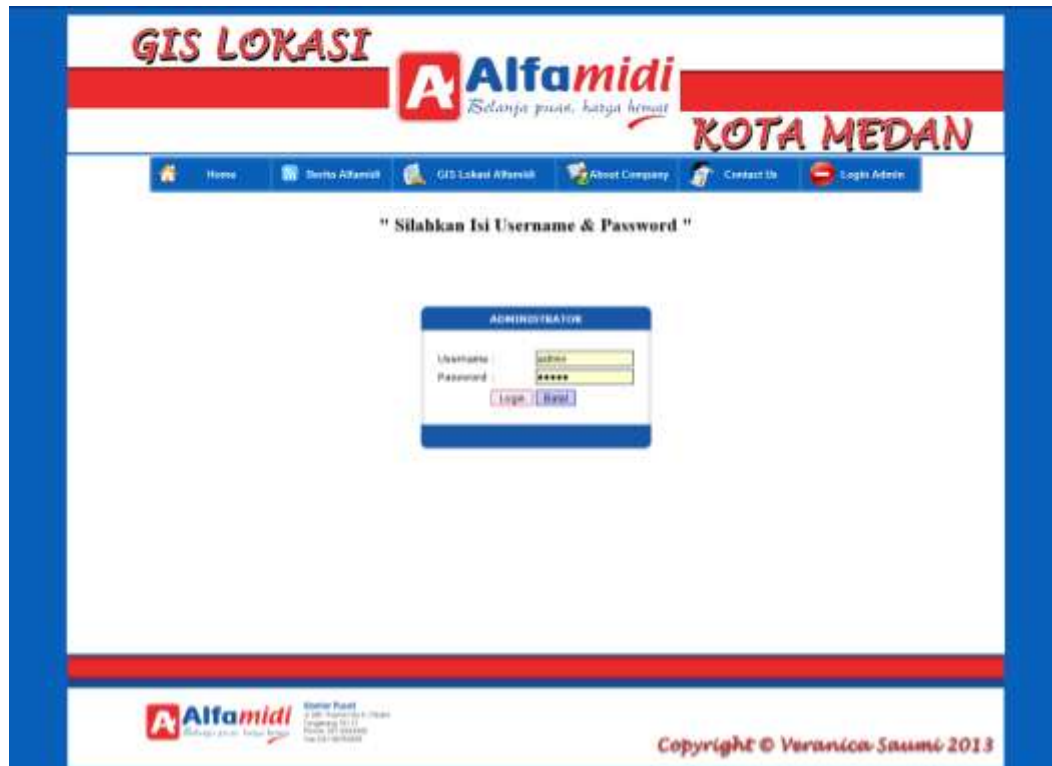 GIS LOKASI
Alfamidi
Belanja puas, harga hemat
KOTA MEDAN
Home Berita Alfamidi GIS Lokasi Alfamidi About Company Contact Us Login Admin
" Silahkan Isi Username & Password "
ADMINISTRATOR
Username :
admin
Password :
*****
Login Batal
Alfamidi
Belanja puas, harga hemat
Kantor Pusat
Copyright © Veranica Saumi 2013